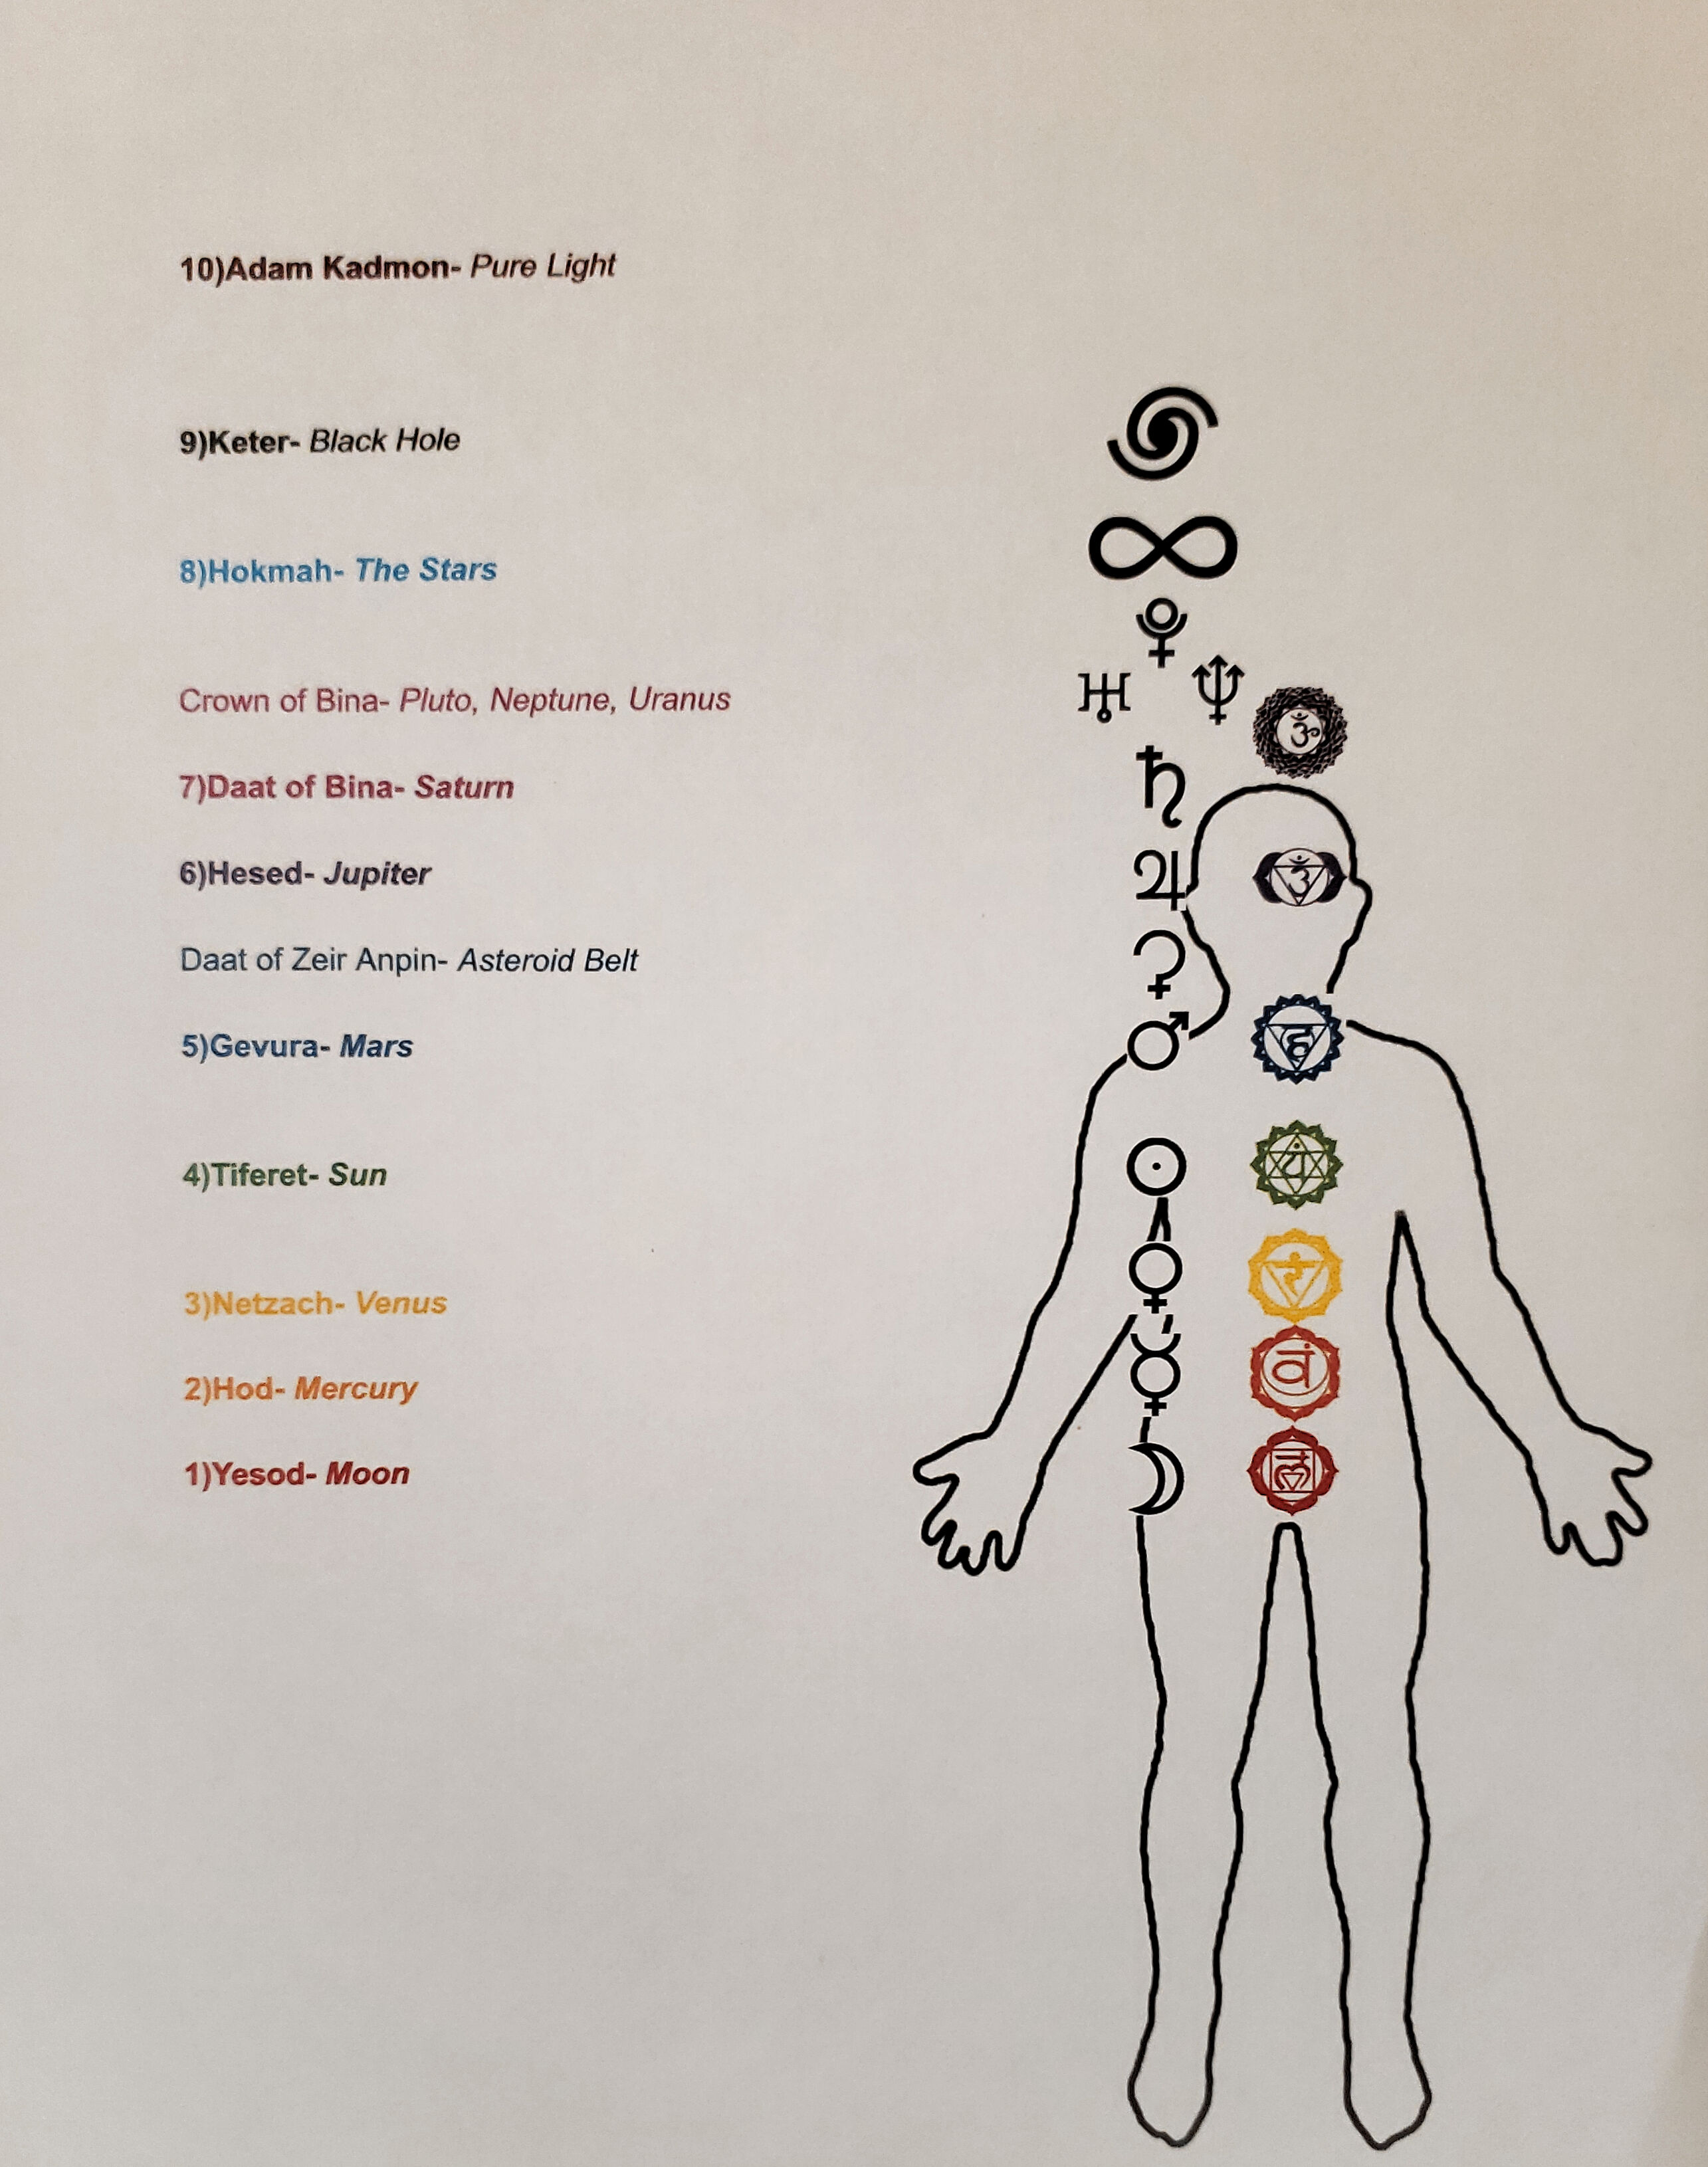 10)Adam Kadmon- Pure Light
9)Keter- Black Hole
8)Hokmah- The Stars
Crown of Bina- Pluto, Neptune, Uranus
7)Daat of Bina- Saturn
6)Hesed- Jupiter
Daat of Zeir Anpin- Asteroid Belt
5)Gevura- Mars
4)Tiferet- Sun
3)Netzach- Venus
2)Hod- Mercury
1)Yesod- Moon
ॐ
ॐ
हं
यं
रं
वं
लं